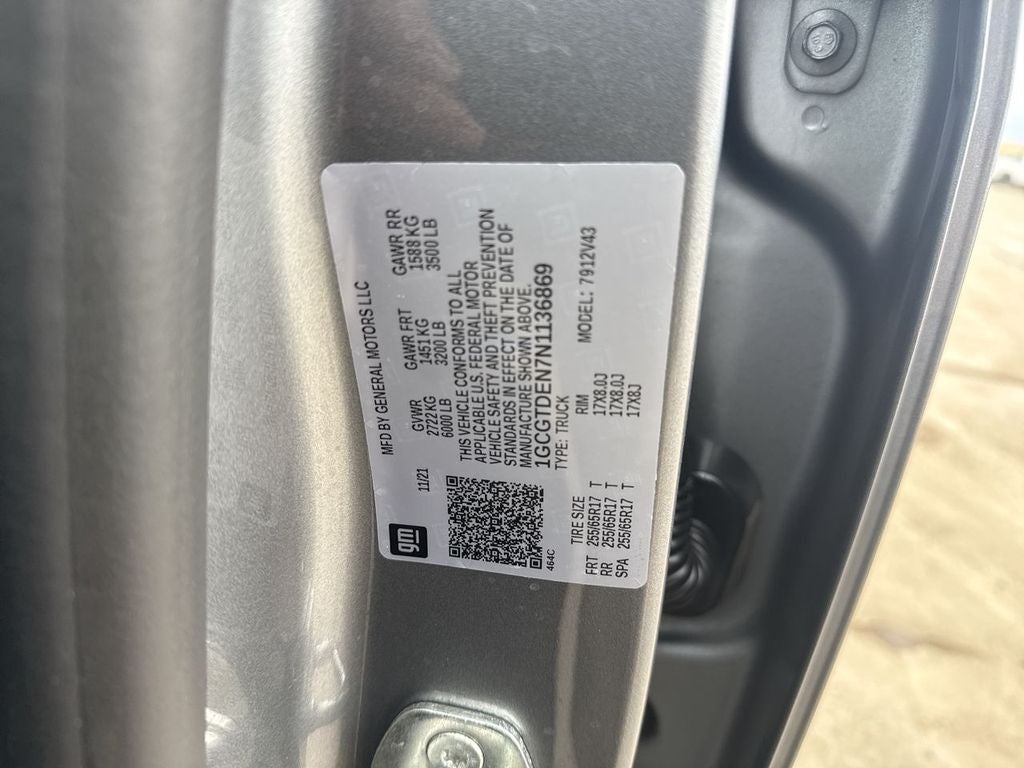 gm
MFD BY GENERAL MOTORS LLC
11/21
GVWR GAWR FRT GAWR RR
2722 KG 1451 KG 1588 KG
6000 LB 3200 LB 3500 LB
THIS VEHICLE CONFORMS TO ALL
APPLICABLE U.S. FEDERAL MOTOR
VEHICLE SAFETY AND THEFT PREVENTION
STANDARDS IN EFFECT ON THE DATE OF
MANUFACTURE SHOWN ABOVE.
1GCGTDEN7N1136869
TYPE: TRUCK MODEL: 7912V43
464C
TIRE SIZE RIM
FRT 255/65R17 T 17X8.0J
RR 255/65R17 T 17X8.0J
SPA 255/65R17 T 17X8J